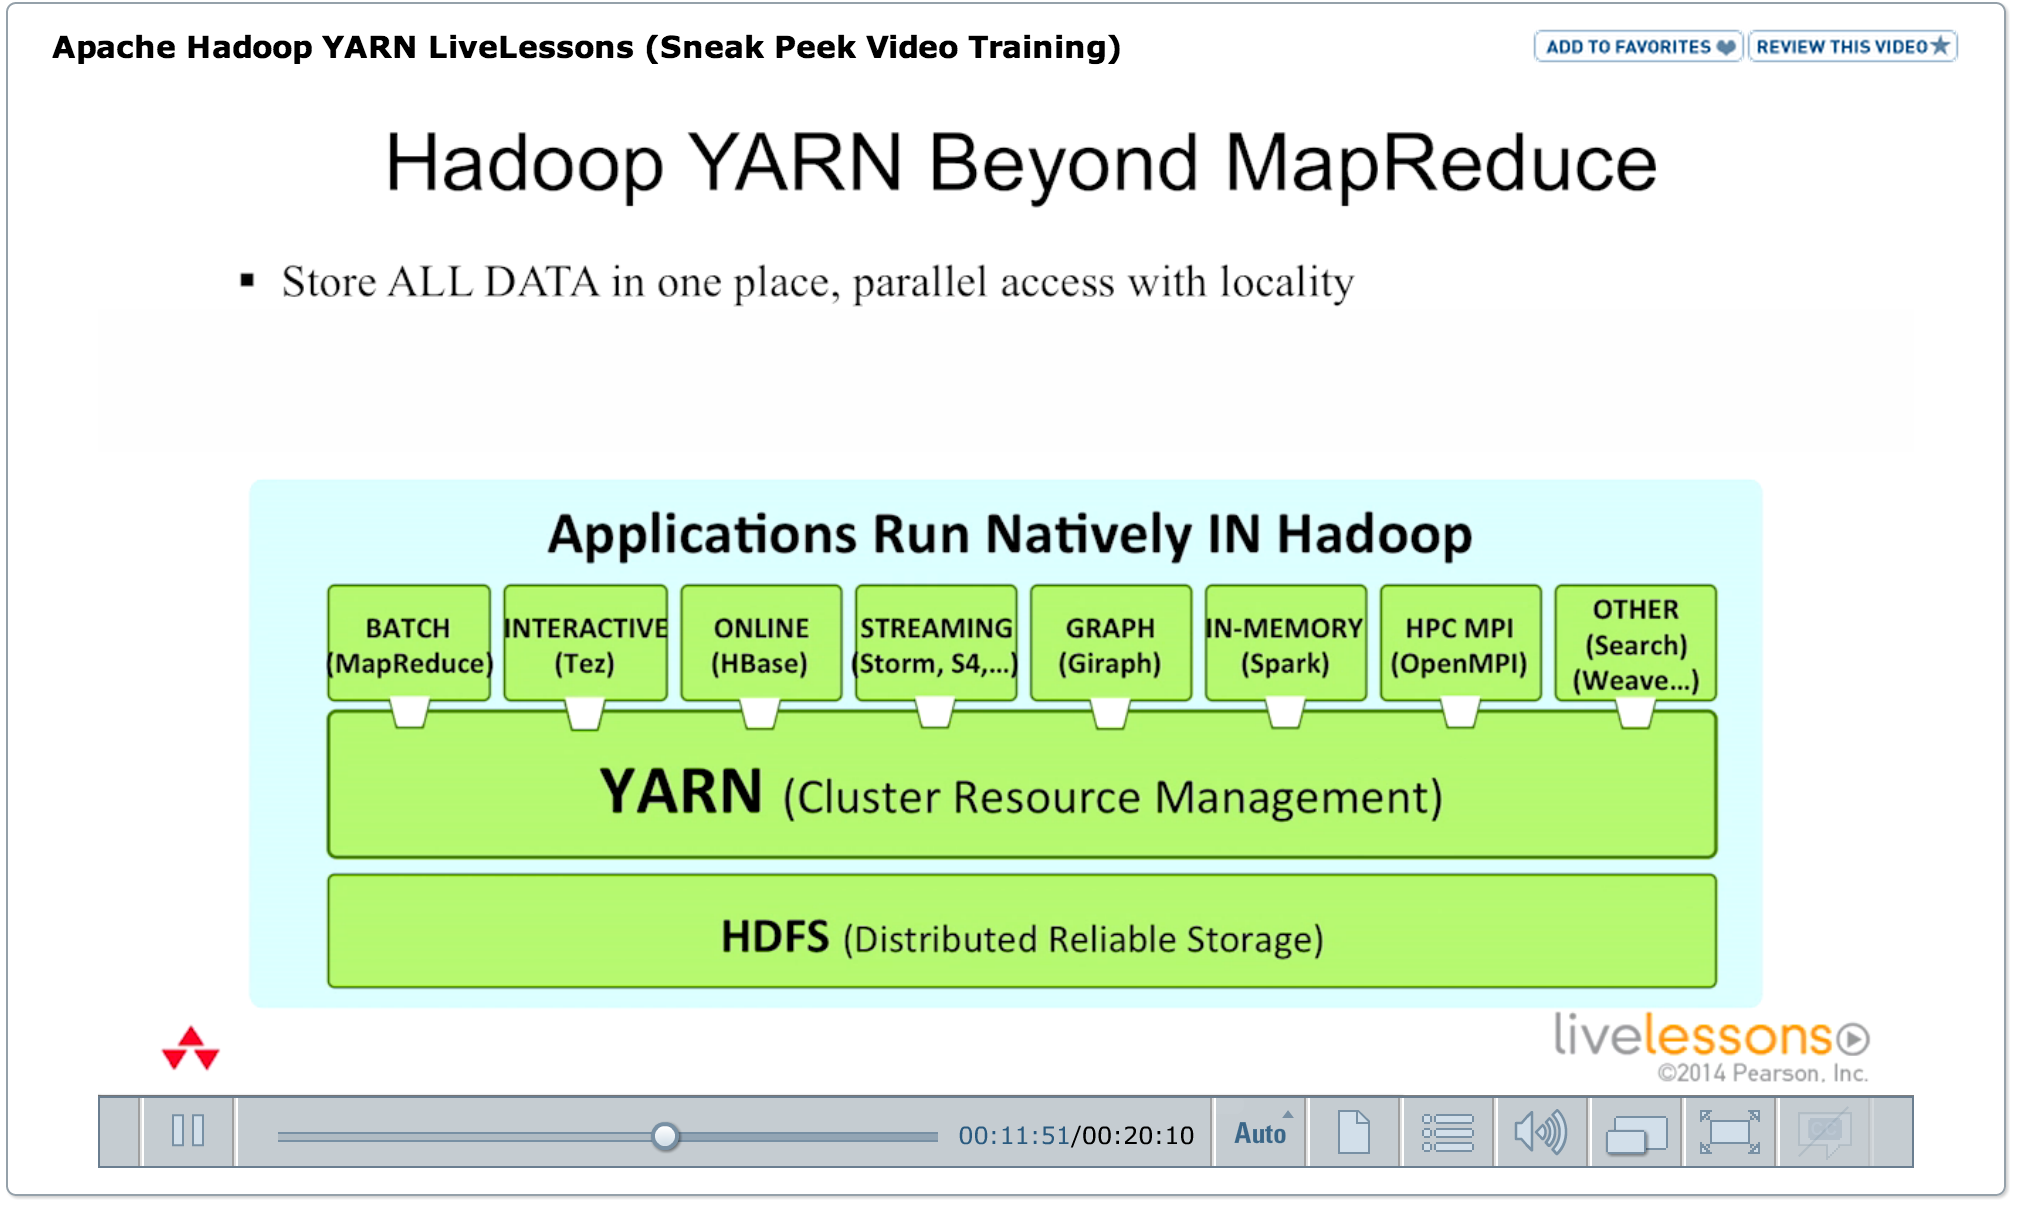 Apache Hadoop YARN LiveLessons (Sneak Peek Video Training)
ADD TO FAVORITES
REVIEW THIS VIDEO
Hadoop YARN Beyond MapReduce
▪ Store ALL DATA in one place, parallel access with locality
Applications Run Natively IN Hadoop
BATCH
(MapReduce)
INTERACTIVE
(Tez)
ONLINE
(HBase)
STREAMING
(Storm, S4,...)
GRAPH
(Giraph)
IN-MEMORY
(Spark)
HPC MPI
(OpenMPI)
OTHER
(Search)
(Weave...)
YARN (Cluster Resource Management)
HDFS (Distributed Reliable Storage)
livelessons
©2014 Pearson, Inc.
00:11:51/00:20:10
Auto